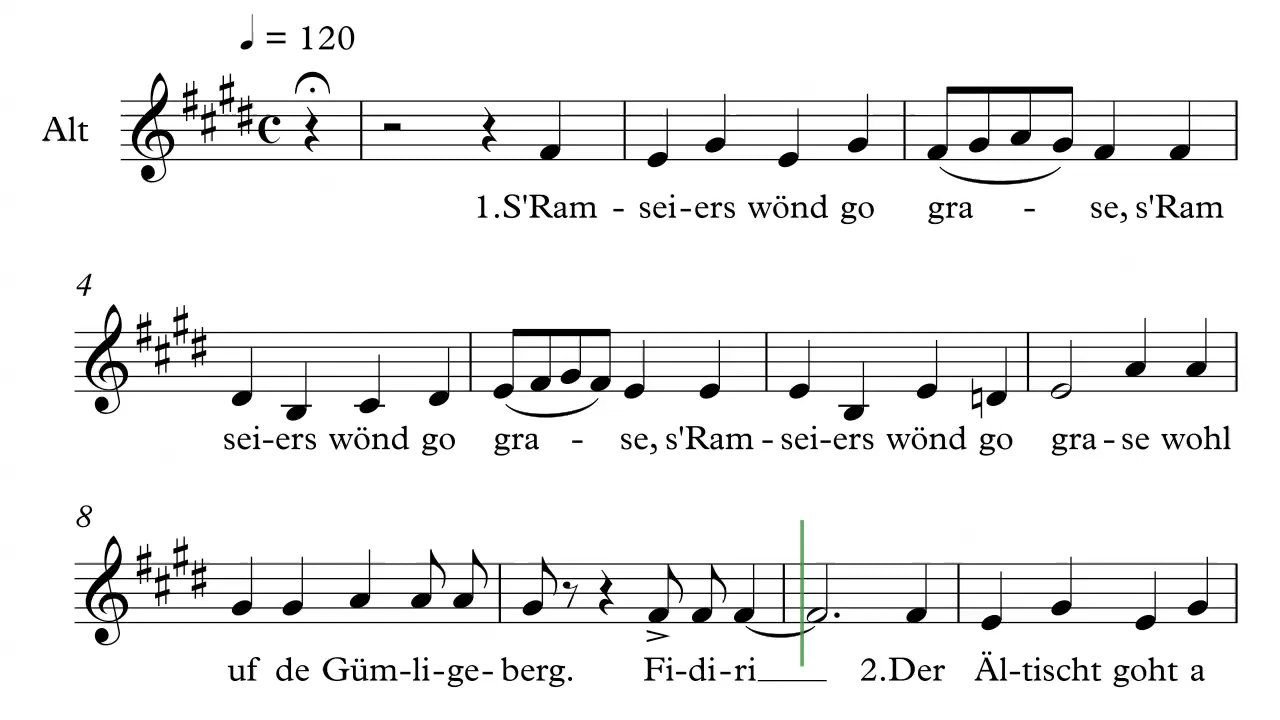 = 120
Alt
1.S'Ram - sei-ers wönd go gra - se, s'Ram
4
sei-ers wönd go gra - se, s'Ram - sei-ers wönd go gra - se wohl
8
uf de Güm-li-ge- berg. Fi-di-ri___ 2.Der Äl-tischt goht a